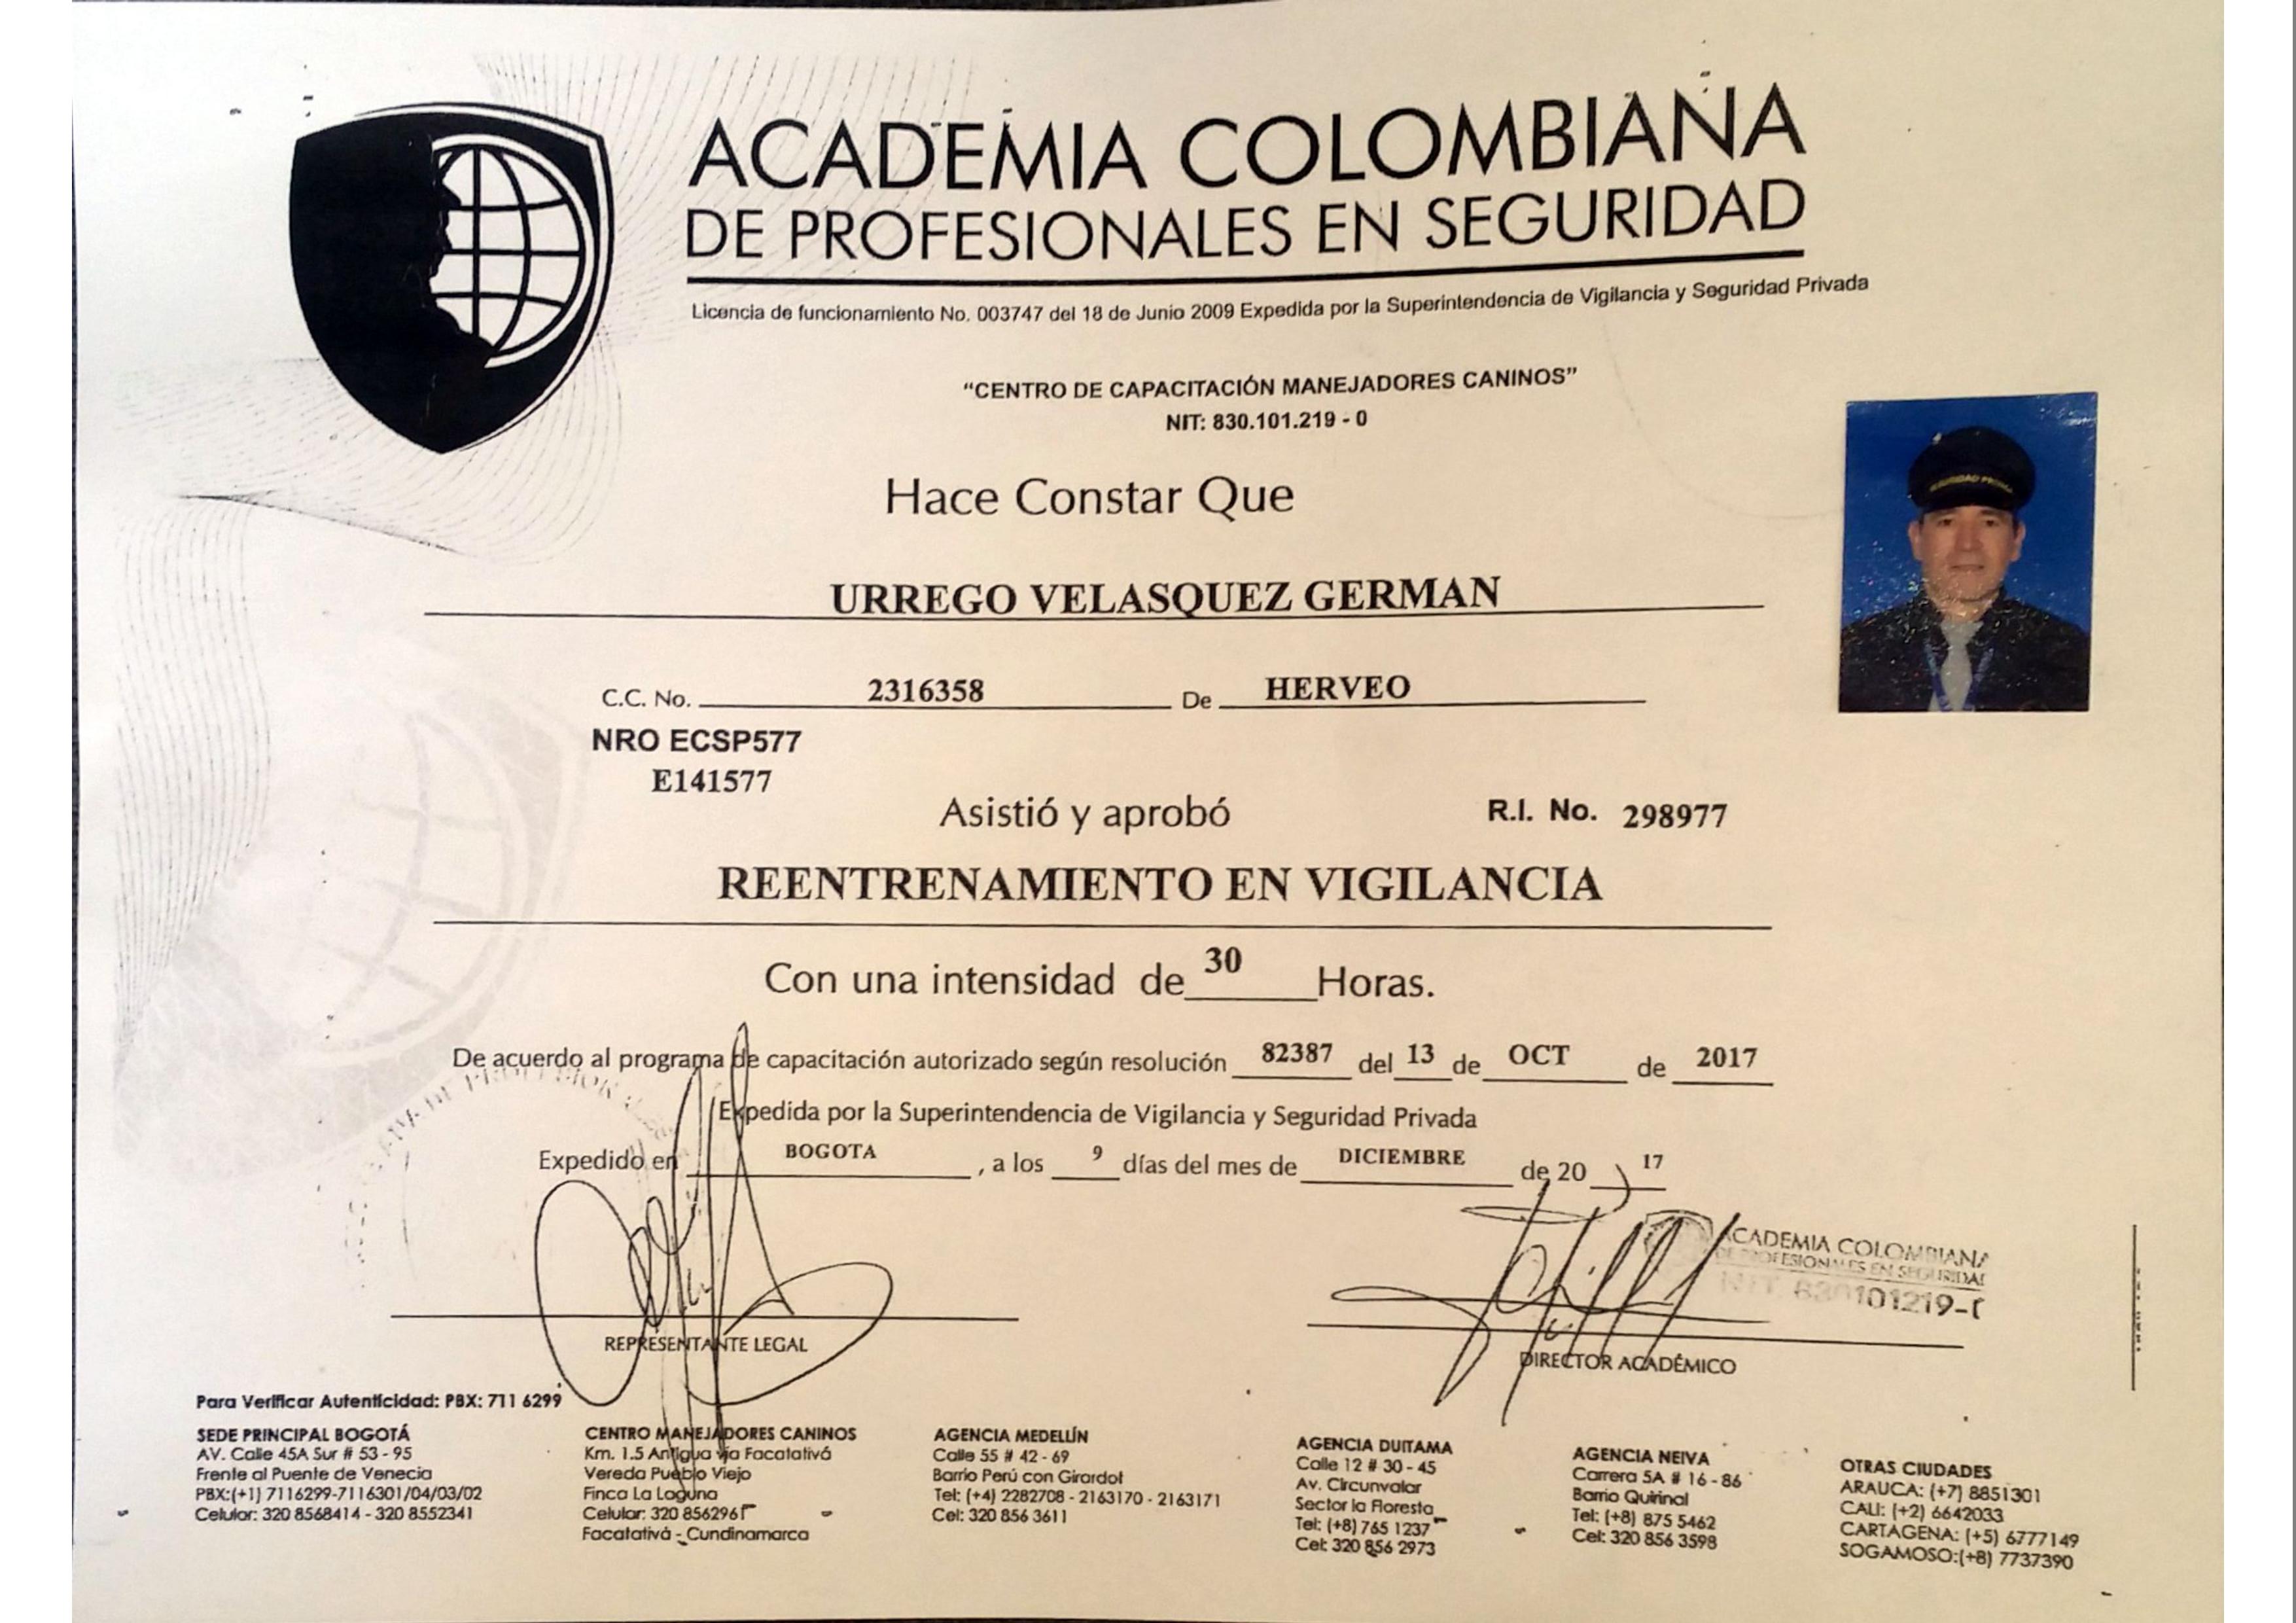 ACADEMIA COLOMBIANA
DE PROFESIONALES EN SEGURIDAD
Licencia de funcionamiento No. 003747 del 18 de Junio 2009 Expedida por la Superintendencia de Vigilancia y Seguridad Privada
“CENTRO DE CAPACITACIÓN MANEJADORES CANINOS”
NIT: 830.101.219 - 0
Hace Constar Que
URREGO VELASQUEZ GERMAN
C.C. No. 2316358 De HERVEO
NRO ECSP577
E141577
Asistió y aprobó R.I. No. 298977
REENTRENAMIENTO EN VIGILANCIA
Con una intensidad de 30 Horas.
De acuerdo al programa de capacitación autorizado según resolución 82387 del 13 de OCT de 2017
Expedida por la Superintendencia de Vigilancia y Seguridad Privada
Expedido en BOGOTA , a los 9 días del mes de DICIEMBRE de 20 17
ACADEMIA COLOMBIANA
DE PROFESIONALES EN SEGURIDAD
NIT. 830101219-0
REPRESENTANTE LEGAL
DIRECTOR ACADÉMICO
Para Verificar Autenticidad: PBX: 711 6299
SEDE PRINCIPAL BOGOTÁ
AV. Calle 45A Sur # 53 - 95
Frente al Puente de Venecia
PBX:(+1) 7116299-7116301/04/03/02
Celular: 320 8568414 - 320 8552341
CENTRO MANEJADORES CANINOS
Km. 1.5 Antigua vía Facatativá
Vereda Pueblo Viejo
Finca La Laguna
Celular: 320 8562961
Facatativá - Cundinamarca
AGENCIA MEDELLÍN
Calle 55 # 42 - 69
Barrio Perú con Girardot
Tel: (+4) 2282708 - 2163170 - 2163171
Cel: 320 856 3611
AGENCIA DUITAMA
Calle 12 # 30 - 45
Av. Circunvalar
Sector la Floresta
Tel: (+8) 765 1237
Cel: 320 856 2973
AGENCIA NEIVA
Carrera 5A # 16 - 86
Barrio Quirinal
Tel: (+8) 875 5462
Cel: 320 856 3598
OTRAS CIUDADES
ARAUCA: (+7) 8851301
CALI: (+2) 6642033
CARTAGENA: (+5) 6777149
SOGAMOSO:(+8) 7737390